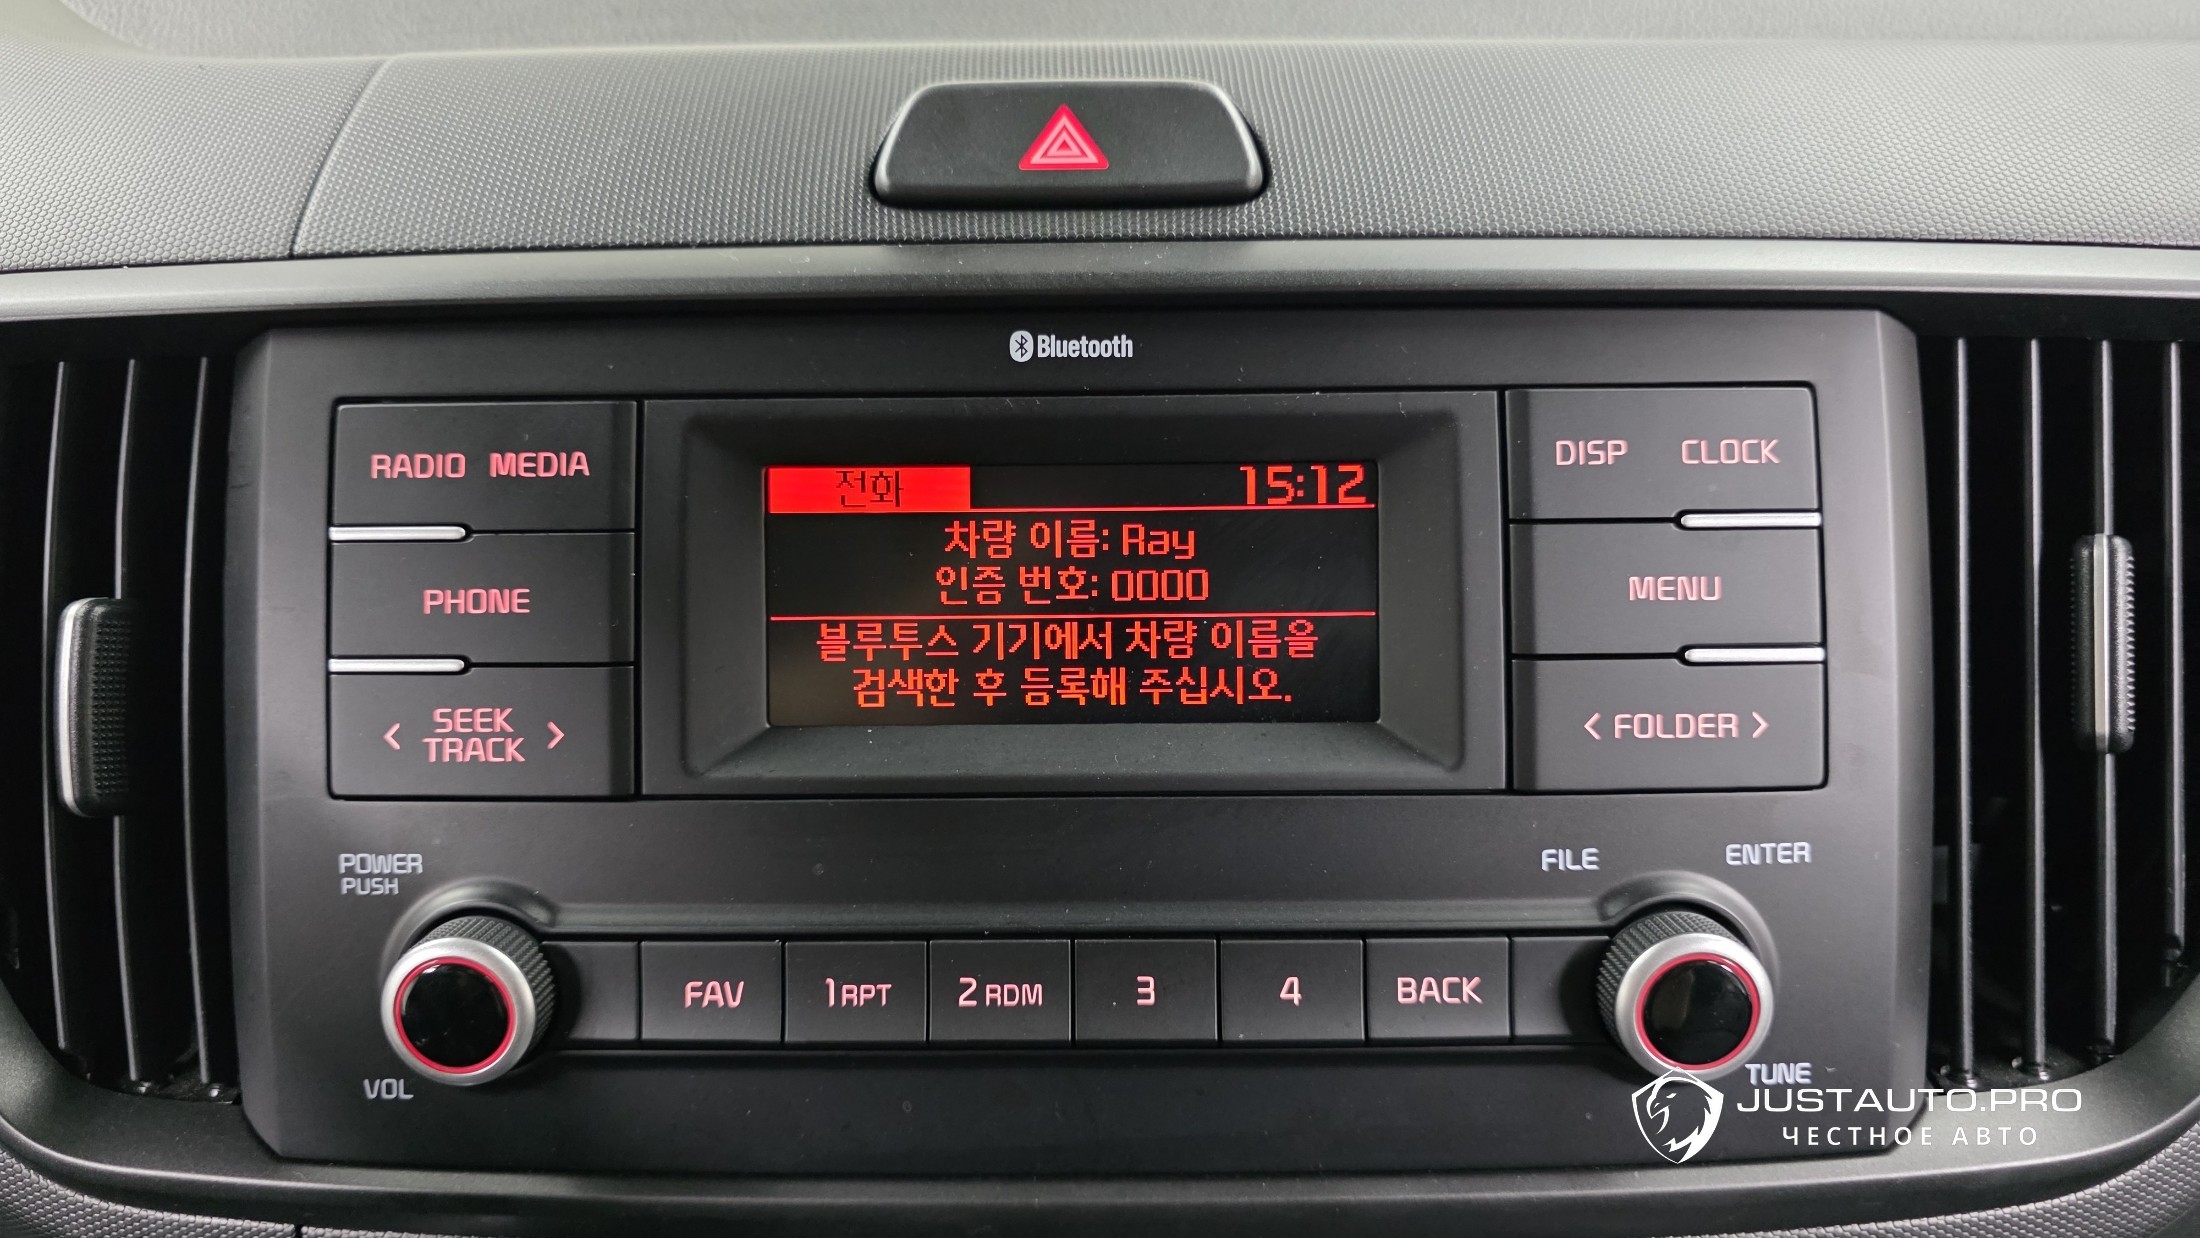 Bluetooth
RADIO MEDIA
DISP CLOCK
전화 15:12
차량 이름: Ray
인증 번호: 0000
블루투스 기기에서 차량 이름을
검색한 후 등록해 주십시오.
PHONE
MENU
< SEEK TRACK >
< FOLDER >
POWER
PUSH
FILE ENTER
FAV 1 RPT 2 RDM 3 4 BACK
VOL
TUNE
JUSTAUTO.PRO
ЧЕСТНОЕ АВТО